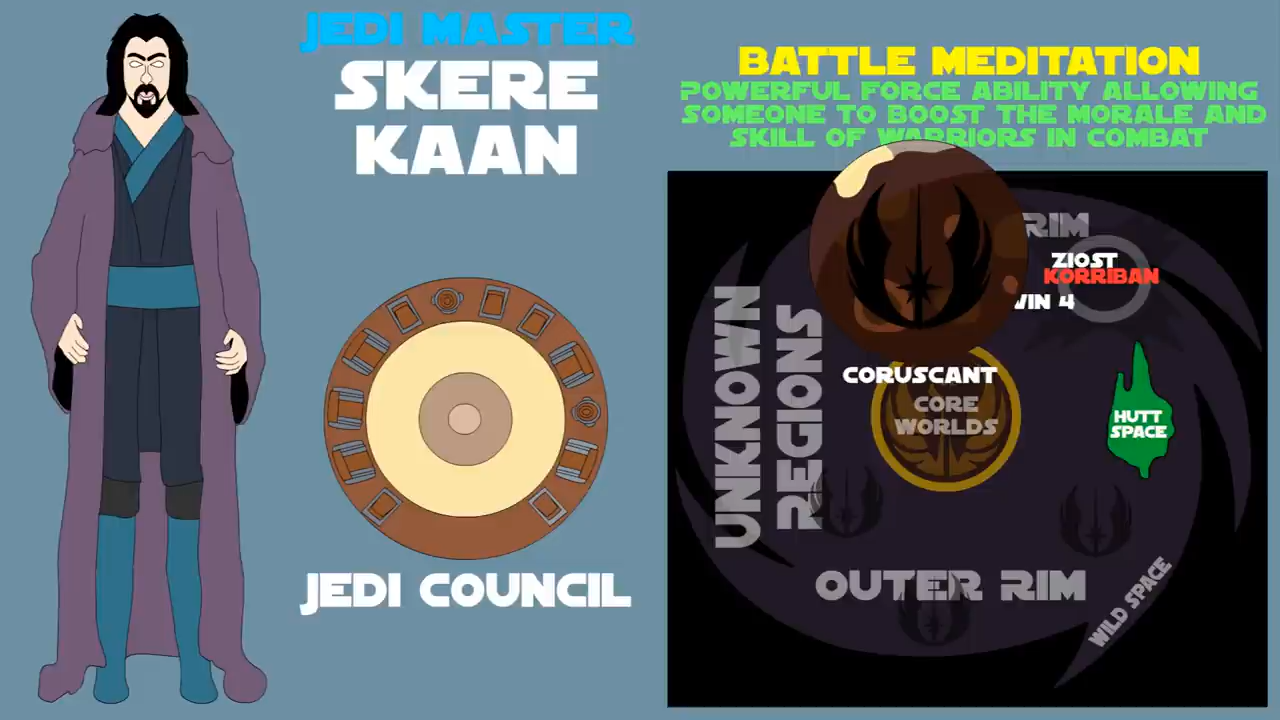 JEDI MASTER
SKERE
KAAN
JEDI COUNCIL
BATTLE MEDITATION
POWERFUL FORCE ABILITY ALLOWING
SOMEONE TO BOOST THE MORALE AND
SKILL OF WARRIORS IN COMBAT
RIM
ZIOST
KORRIBAN
4
UNKNOWN
REGIONS
CORUSCANT
CORE
WORLDS
HUTT
SPACE
OUTER RIM
WILD SPACE